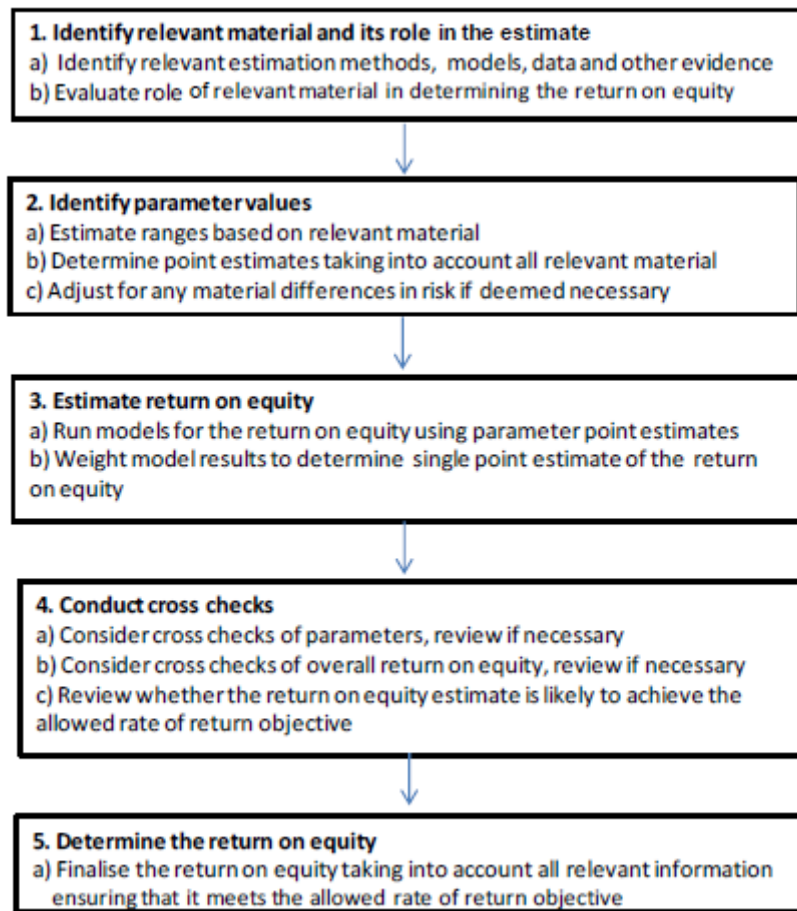 1. Identify relevant material and its role in the estimate
a) Identify relevant estimation methods, models, data and other evidence
b) Evaluate role of relevant material in determining the return on equity
2. Identify parameter values
a) Estimate ranges based on relevant material
b) Determine point estimates taking into account all relevant material
c) Adjust for any material differences in risk if deemed necessary
3. Estimate return on equity
a) Run models for the return on equity using parameter point estimates
b) Weight model results to determine single point estimate of the return
on equity
4. Conduct cross checks
a) Consider cross checks of parameters, review if necessary
b) Consider cross checks of overall return on equity, review if necessary
c) Review whether the return on equity estimate is likely to achieve the
allowed rate of return objective
5. Determine the return on equity
a) Finalise the return on equity taking into account all relevant information
ensuring that it meets the allowed rate of return objective